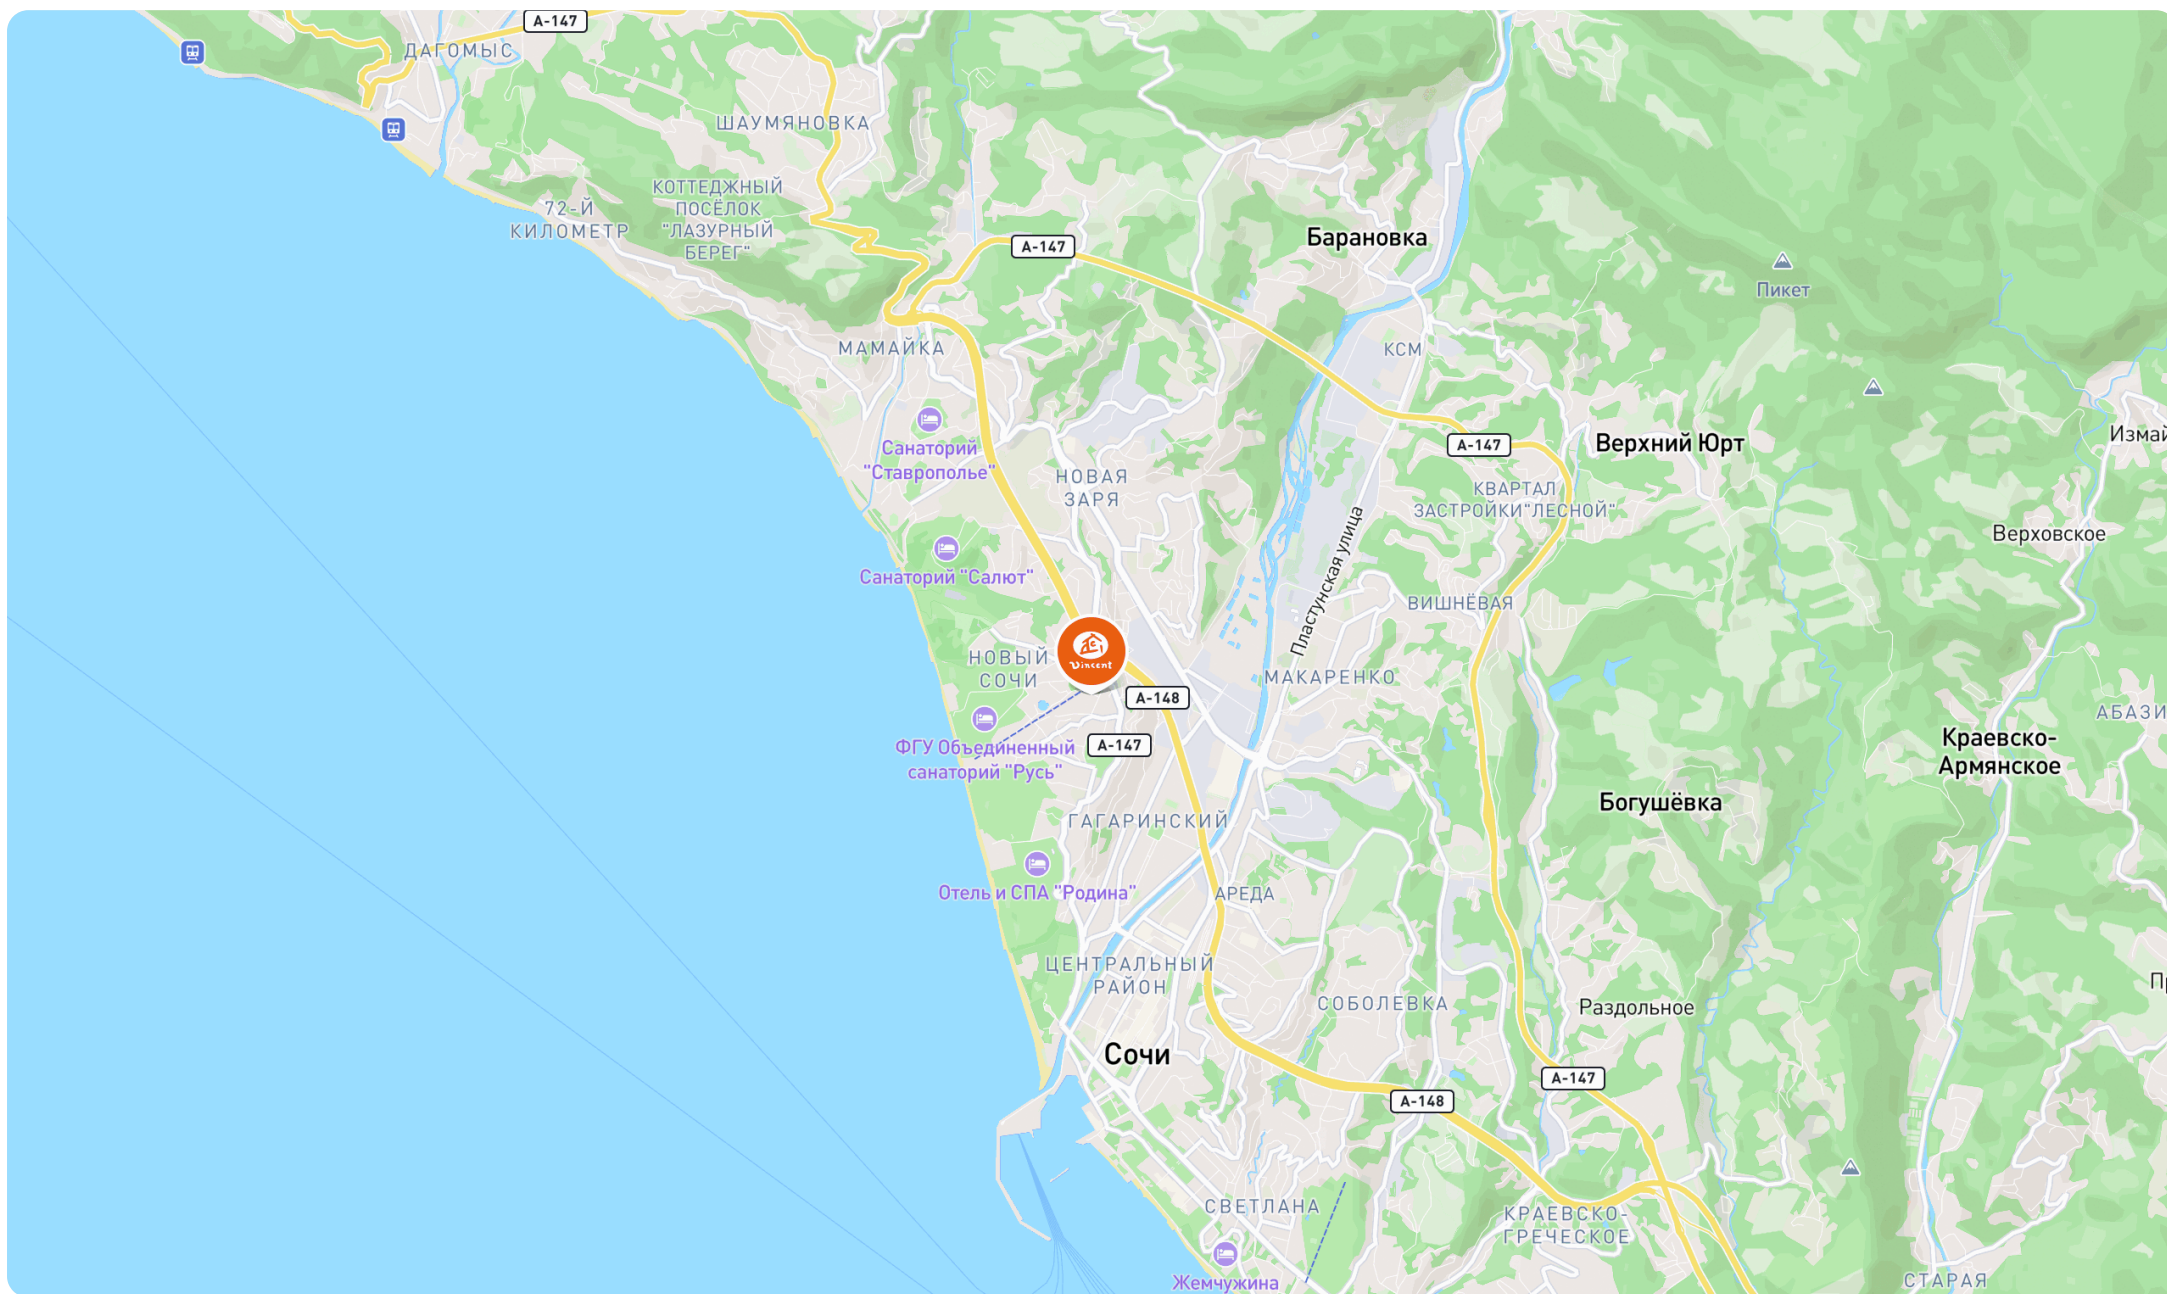 А-147
ДАГОМЫС
ШАУМЯНОВКА
КОТТЕДЖНЫЙ
ПОСЁЛОК
"ЛАЗУРНЫЙ
БЕРЕГ"
72-Й
КИЛОМЕТР
А-147
Барановка
Пикет
МАМАЙКА
КСМ
Санаторий
"Ставрополье"
НОВАЯ
ЗАРЯ
А-147
Верхний Юрт
Измай
КВАРТАЛ
ЗАСТРОЙКИ"ЛЕСНОЙ"
Верховское
Санаторий "Салют"
Пластунская улица
ВИШНЁВАЯ
Vincent
НОВЫЙ
СОЧИ
МАКАРЕНКО
А-148
АБАЗИ
ФГУ Объединенный
санаторий "Русь"
А-147
Краевско-
Армянское
Богушёвка
ГАГАРИНСКИЙ
Отель и СПА "Родина"
АРЕДА
ЦЕНТРАЛЬНЫЙ
РАЙОН
СОБОЛЕВКА
Раздольное
Сочи
А-147
А-148
СВЕТЛАНА
КРАЕВСКО-
ГРЕЧЕСКОЕ
Жемчужина
СТАРАЯ